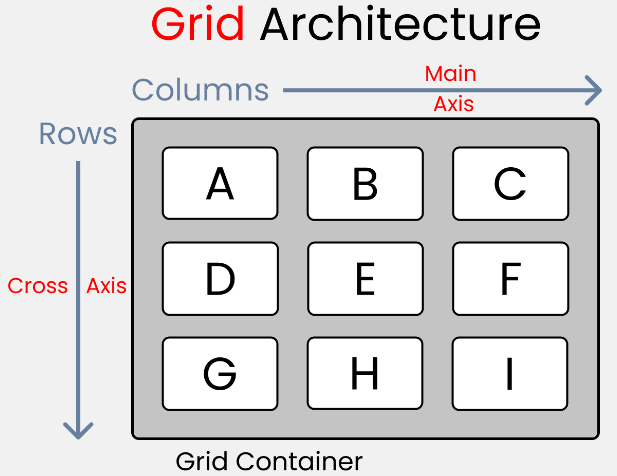 Grid Architecture
Main
Columns
Axis
Rows
A B C
Cross Axis
D E F
G H I
Grid Container